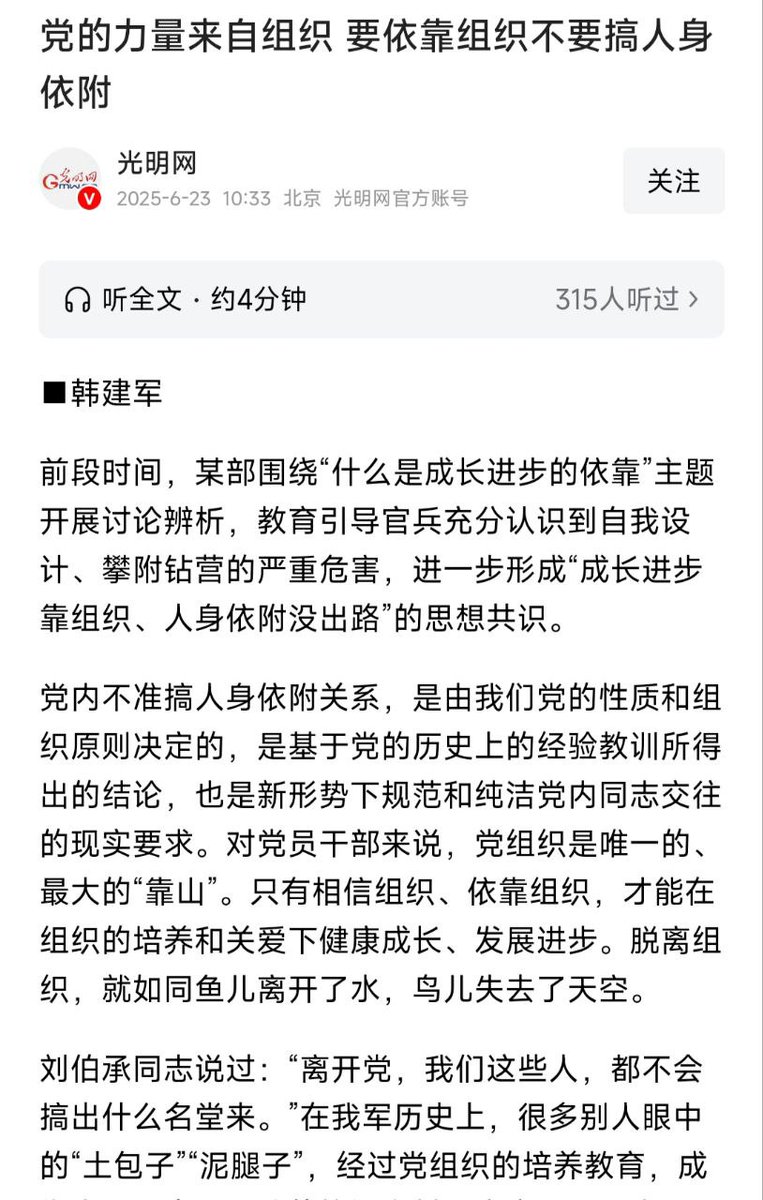 党的力量来自组织 要依靠组织不要搞人身
依附
光明网
2025-6-23 10:33 北京 光明网官方账号
关注
听全文 · 约4分钟
315人听过 >
■韩建军
前段时间，某部围绕“什么是成长进步的依靠”主题
开展讨论辨析，教育引导官兵充分认识到自我设
计、攀附钻营的严重危害，进一步形成“成长进步
靠组织、人身依附没出路”的思想共识。
党内不准搞人身依附关系，是由我们党的性质和组
织原则决定的，是基于党的历史上的经验教训所得
出的结论，也是新形势下规范和纯洁党内同志交往
的现实要求。对党员干部来说，党组织是唯一的、
最大的“靠山”。只有相信组织、依靠组织，才能在
组织的培养和关爱下健康成长、发展进步。脱离组
织，就如同鱼儿离开了水，鸟儿失去了天空。
刘伯承同志说过：“离开党，我们这些人，都不会
搞出什么名堂来。”在我军历史上，很多别人眼中
的“土包子”“泥腿子”，经过党组织的培养教育，成